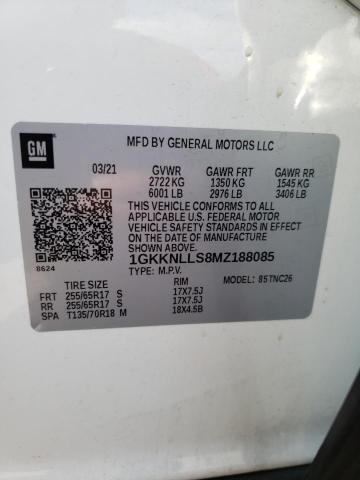 GM
MFD BY GENERAL MOTORS LLC
03/21 GVWR GAWR FRT GAWR RR
2722 KG 1350 KG 1545 KG
6001 LB 2976 LB 3406 LB
THIS VEHICLE CONFORMS TO ALL
APPLICABLE U.S. FEDERAL MOTOR
VEHICLE SAFETY STANDARDS IN
EFFECT ON THE DATE OF
MANUFACTURE SHOWN ABOVE.
8624
1GKKNLLS8MZ188085
TYPE: M.P.V. MODEL: 85TNC26
TIRE SIZE RIM
FRT 255/65R17 S 17X7.5J
RR 255/65R17 S 17X7.5J
SPA T135/70R18 M 18X4.5B